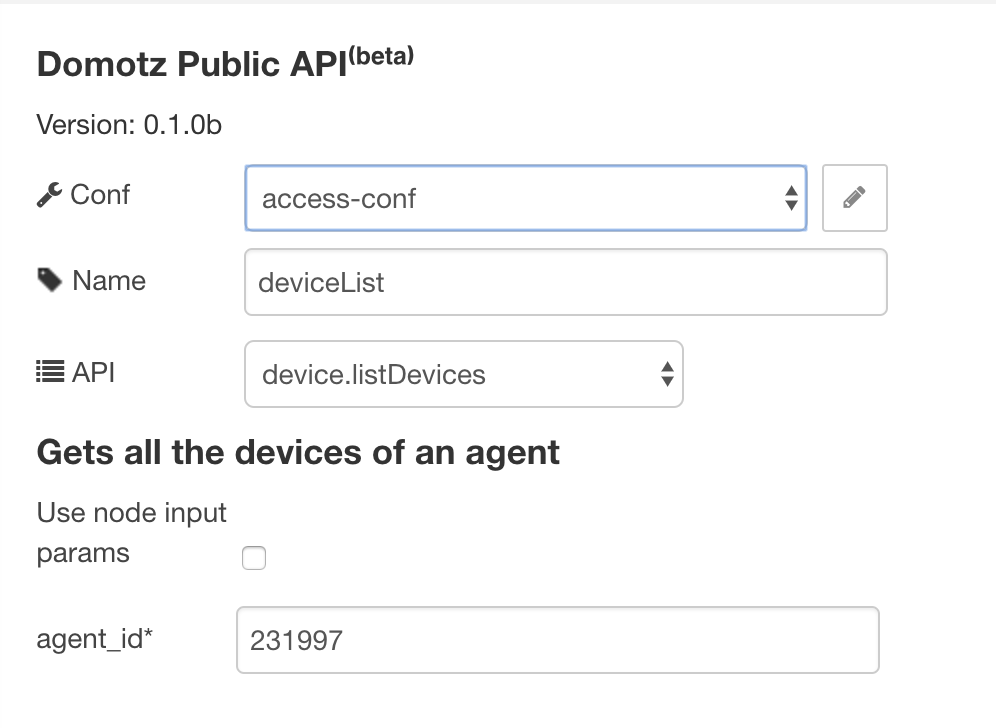 Domotz Public API(beta)
Version: 0.1.0b
Conf access-conf
Name deviceList
API device.listDevices
Gets all the devices of an agent
Use node input
params
agent_id* 231997